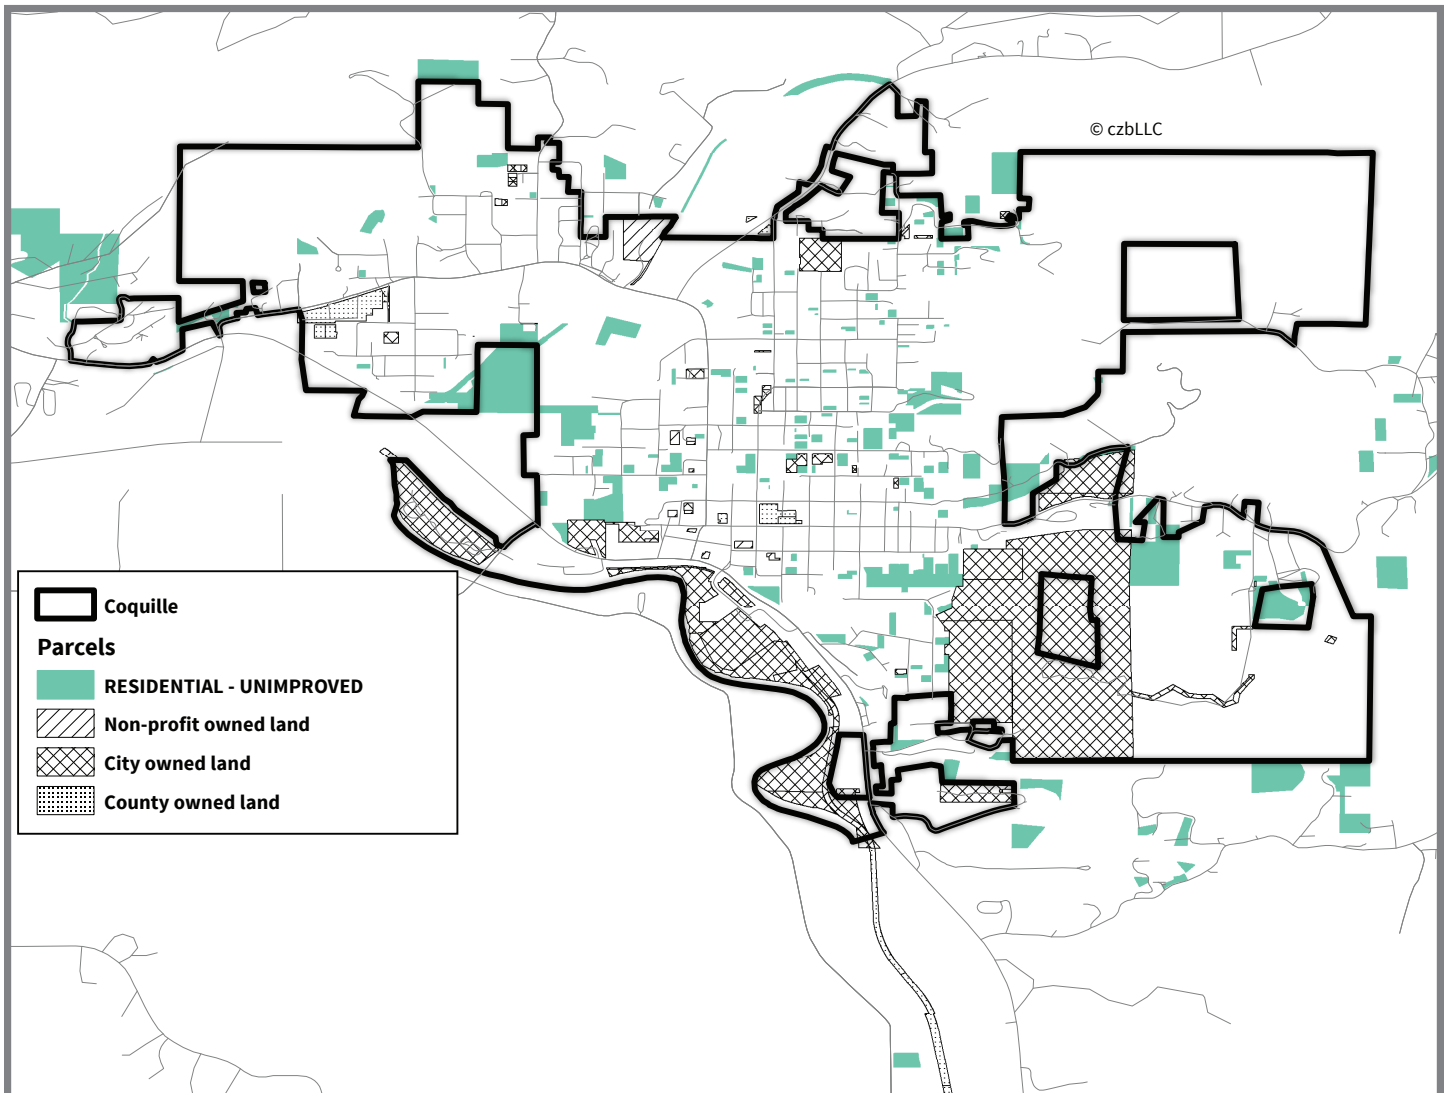 © czbLLC
Coquille
Parcels
RESIDENTIAL - UNIMPROVED
Non-profit owned land
City owned land
County owned land